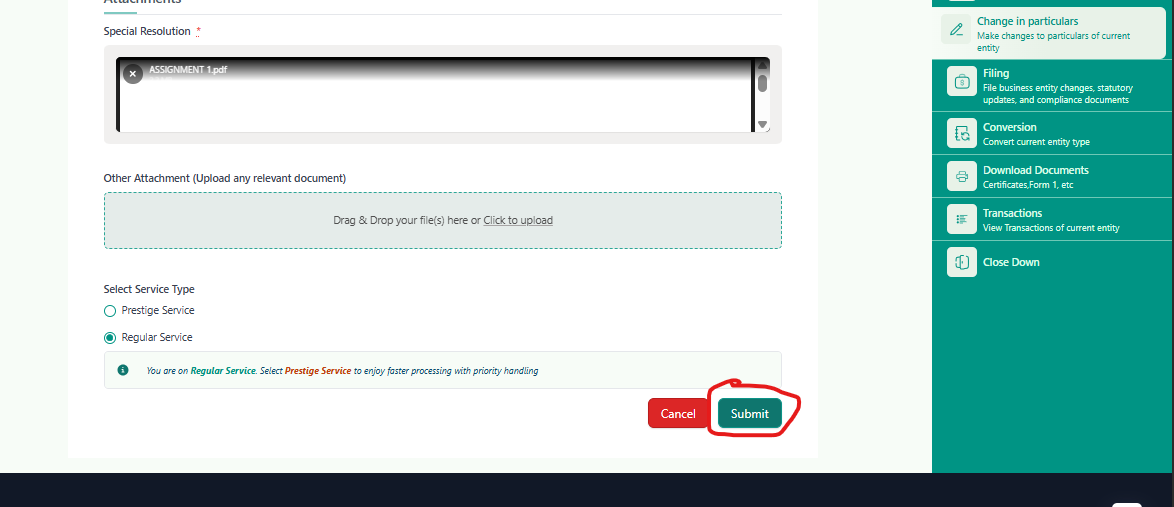 Attachments
Special Resolution *
ASSIGNMENT 1.pdf
Other Attachment (Upload any relevant document)
Drag & Drop your file(s) here or Click to upload
Select Service Type
Prestige Service
Regular Service
You are on Regular Service. Select Prestige Service to enjoy faster processing with priority handling
Cancel
Submit
Change in particulars
Make changes to particulars of current
entity
Filing
File business entity changes, statutory
updates, and compliance documents
Conversion
Convert current entity type
Download Documents
Certificates,Form 1, etc
Transactions
View Transactions of current entity
Close Down